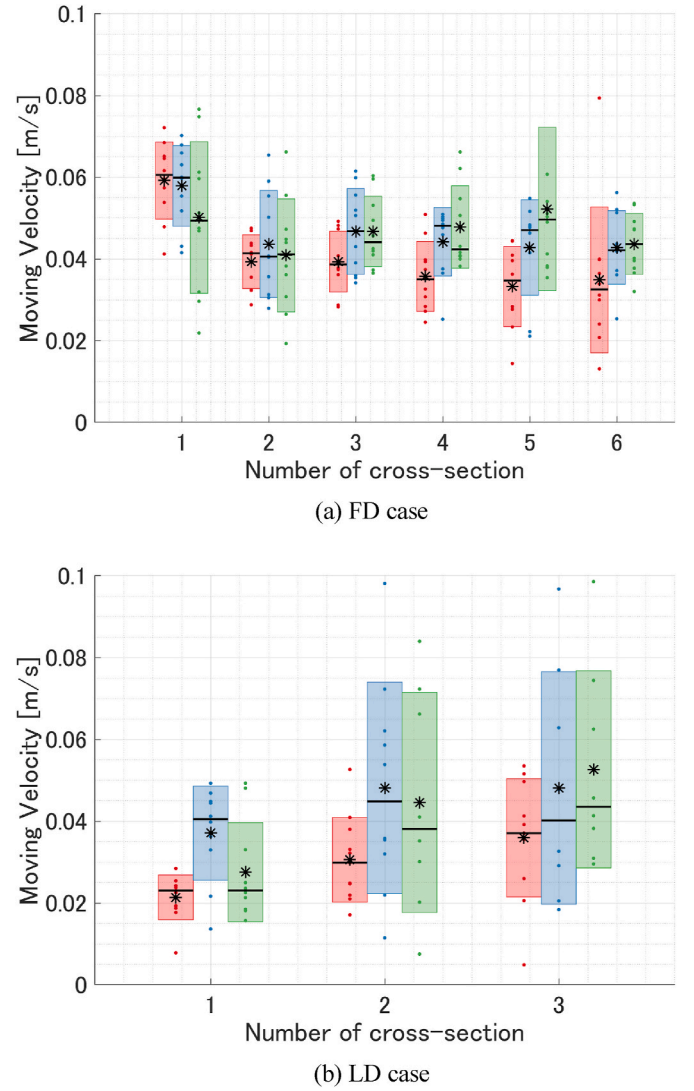 0.1
0.08
0.06
0.04
0.02
0
Moving Velocity [m/s]
1 2 3 4 5 6
Number of cross-section
(a) FD case
0.1
0.08
0.06
0.04
0.02
0
Moving Velocity [m/s]
1 2 3
Number of cross-section
(b) LD case